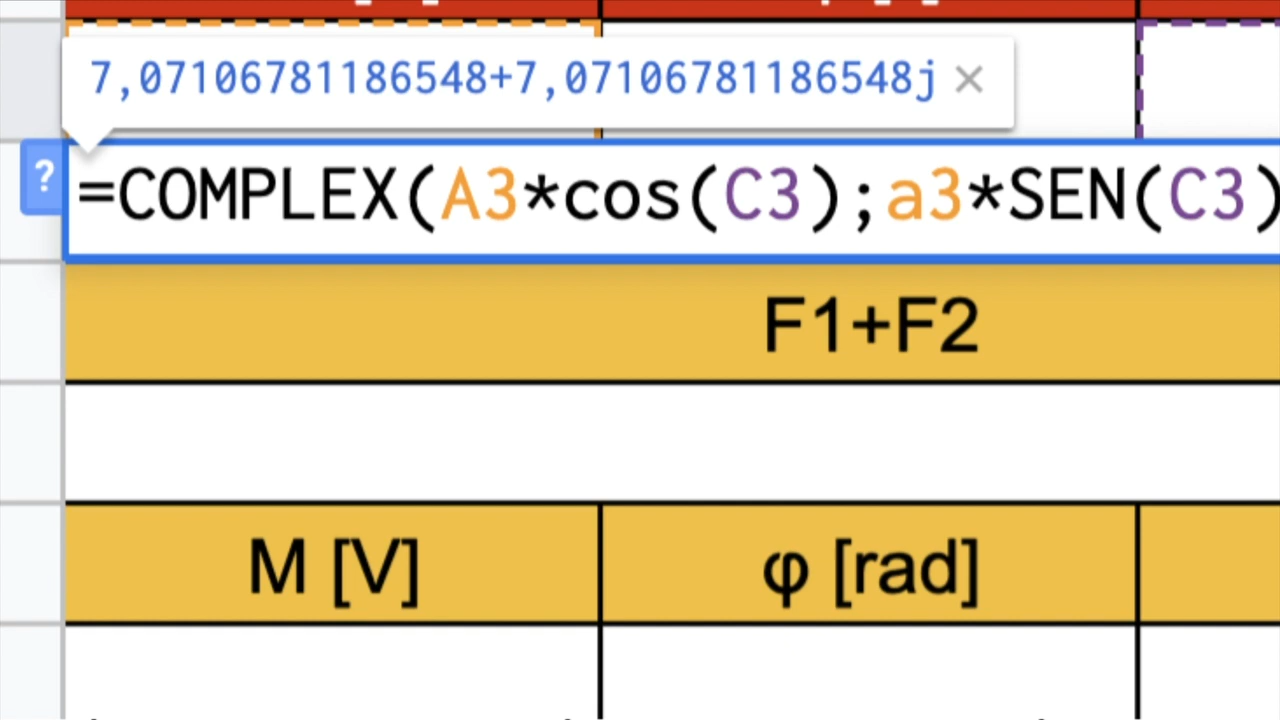 7,07106781186548+7,07106781186548j ×
?
=COMPLEX(A3*cos(C3);a3*SEN(C3)
F1+F2
M [V] φ [rad]